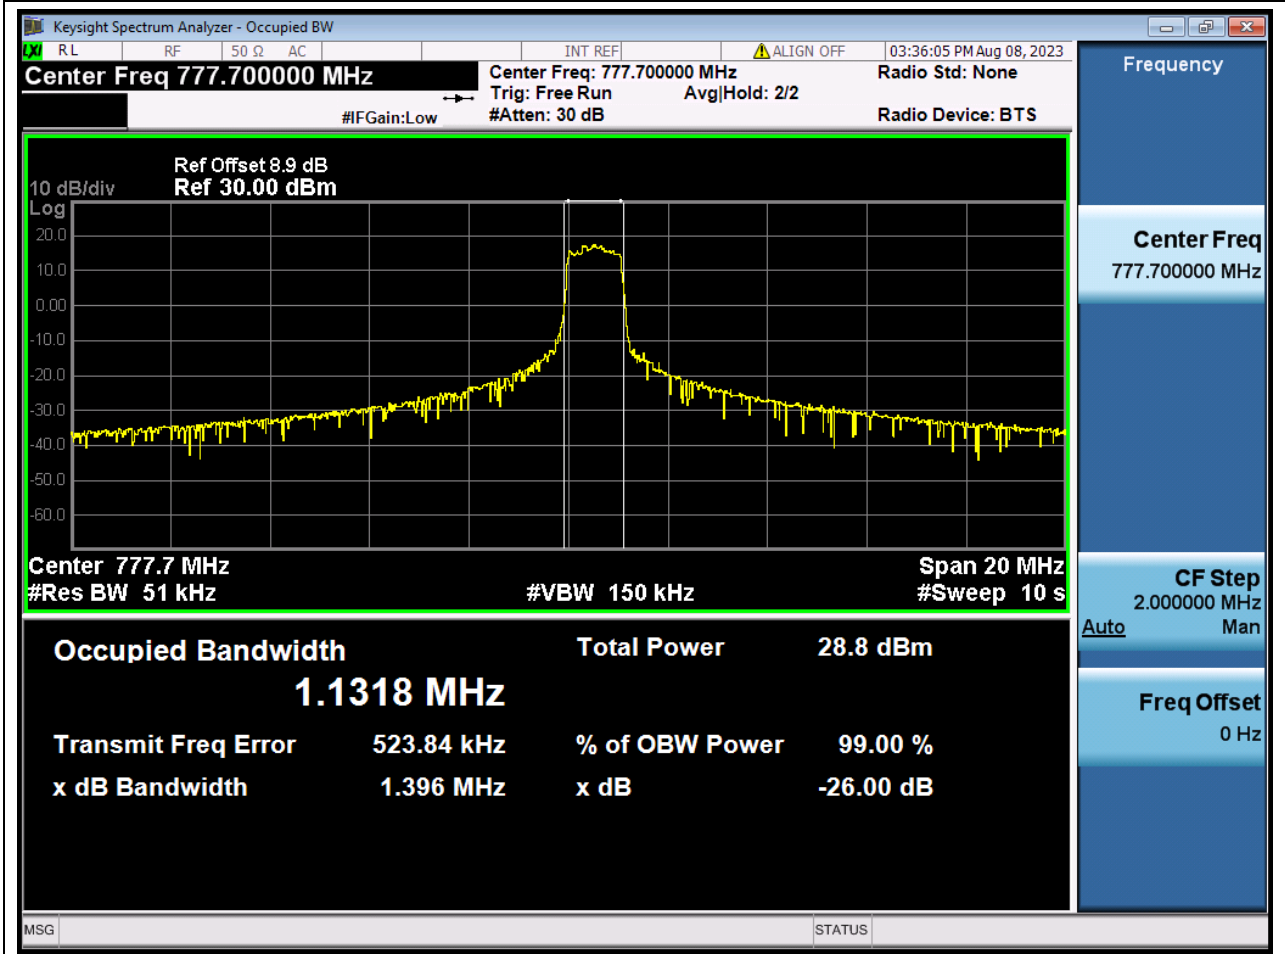 Keysight Spectrum Analyzer - Occupied BW
LXI RL RF 50 Ω AC INT REF ALIGN OFF 03:36:05 PM Aug 08, 2023
Center Freq 777.700000 MHz
Center Freq: 777.700000 MHz
Radio Std: None
Trig: Free Run Avg|Hold: 2/2
#IFGain:Low
#Atten: 30 dB
Radio Device: BTS
Ref Offset 8.9 dB
10 dB/div Ref 30.00 dBm
Log
20.0
10.0
0.00
-10.0
-20.0
-30.0
-40.0
-50.0
-60.0
Center 777.7 MHz Span 20 MHz
#Res BW 51 kHz #VBW 150 kHz #Sweep 10 s
Occupied Bandwidth Total Power 28.8 dBm
1.1318 MHz
Transmit Freq Error 523.84 kHz % of OBW Power 99.00 %
x dB Bandwidth 1.396 MHz x dB -26.00 dB
Frequency
Center Freq
777.700000 MHz
CF Step
2.000000 MHz
Auto Man
Freq Offset
0 Hz
MSG STATUS